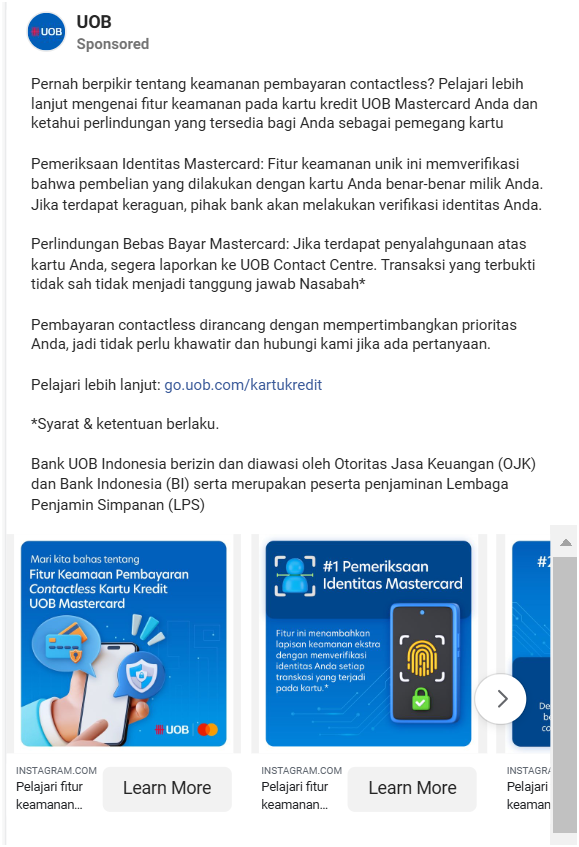 UOB
UOB
Sponsored
Pernah berpikir tentang keamanan pembayaran contactless? Pelajari lebih
lanjut mengenai fitur keamanan pada kartu kredit UOB Mastercard Anda dan
ketahui perlindungan yang tersedia bagi Anda sebagai pemegang kartu
Pemeriksaan Identitas Mastercard: Fitur keamanan unik ini memverifikasi
bahwa pembelian yang dilakukan dengan kartu Anda benar-benar milik Anda.
Jika terdapat keraguan, pihak bank akan melakukan verifikasi identitas Anda.
Perlindungan Bebas Bayar Mastercard: Jika terdapat penyalahgunaan atas
kartu Anda, segera laporkan ke UOB Contact Centre. Transaksi yang terbukti
tidak sah tidak menjadi tanggung jawab Nasabah*
Pembayaran contactless dirancang dengan mempertimbangkan prioritas
Anda, jadi tidak perlu khawatir dan hubungi kami jika ada pertanyaan.
Pelajari lebih lanjut: go.uob.com/kartukredit
*Syarat & ketentuan berlaku.
Bank UOB Indonesia berizin dan diawasi oleh Otoritas Jasa Keuangan (OJK)
dan Bank Indonesia (BI) serta merupakan peserta penjaminan Lembaga
Penjamin Simpanan (LPS)
Mari kita bahas tentang
Fitur Keamaan Pembayaran
Contactless Kartu Kredit
UOB Mastercard
UOB
INSTAGRAM.COM
Pelajari fitur
keamanan...
Learn More
#1 Pemeriksaan
Identitas Mastercard
Fitur ini menambahkan
lapisan keamanan ekstra
dengan memverifikasi
identitas Anda setiap
transkasi yang terjadi
pada kartu.*
INSTAGRAM.COM
Pelajari fitur
keamanan...
Learn More
#2
De
be
co
INSTAGRA
Pelajari
keaman